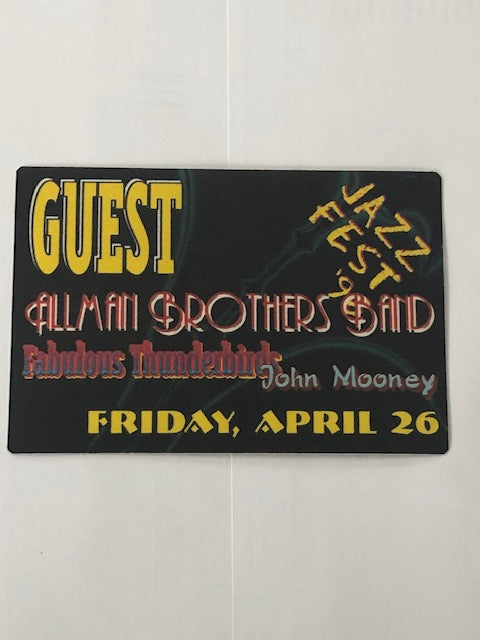 GUEST
JAZZ
FEST
'96
ALLMAN BROTHERS BAND
Fabulous Thunderbirds
John Mooney
FRIDAY, APRIL 26